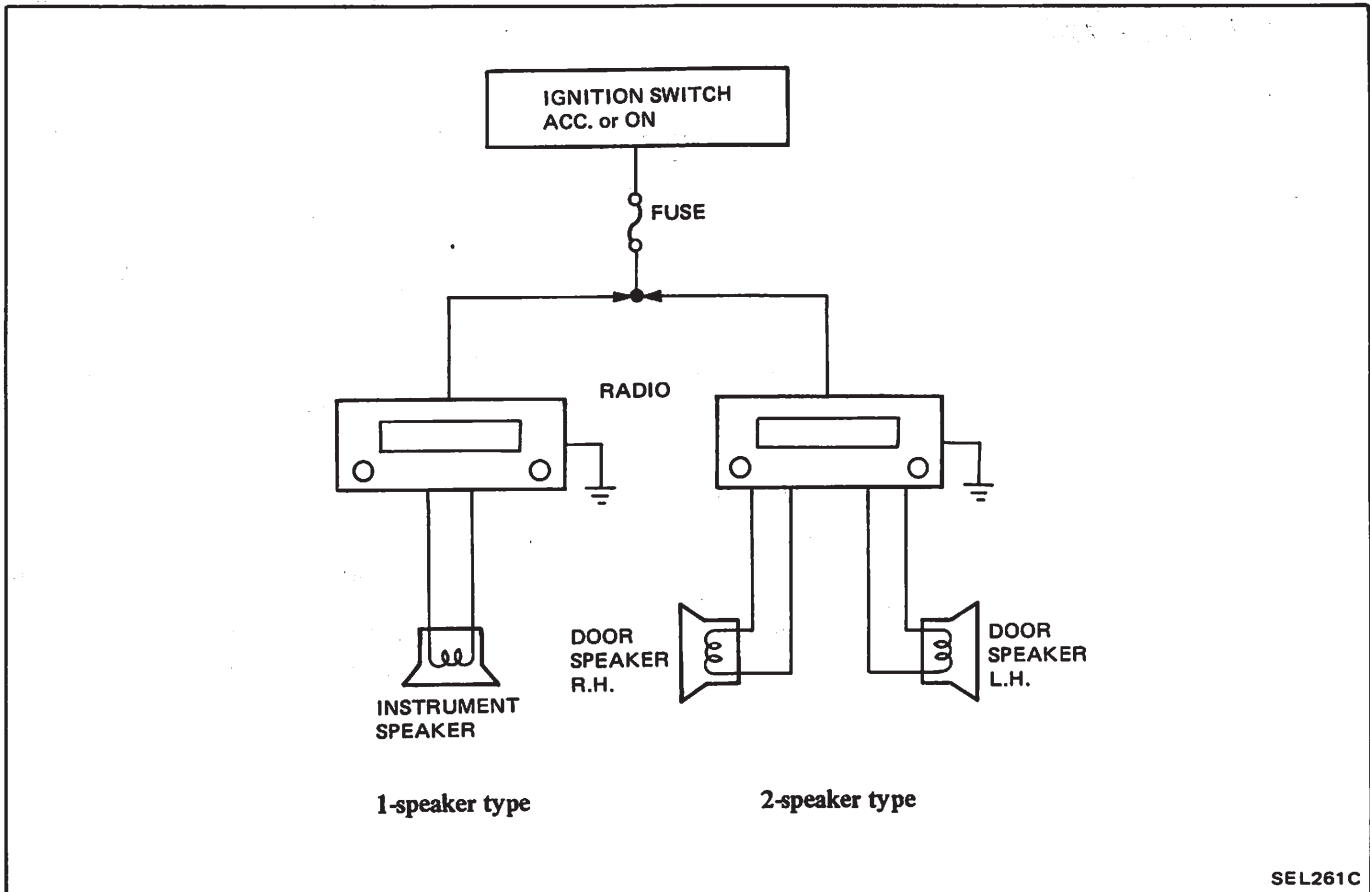 IGNITION SWITCH
ACC. or ON
FUSE
RADIO
INSTRUMENT
SPEAKER
DOOR
SPEAKER
R.H.
DOOR
SPEAKER
L.H.
1-speaker type
2-speaker type
SEL261C